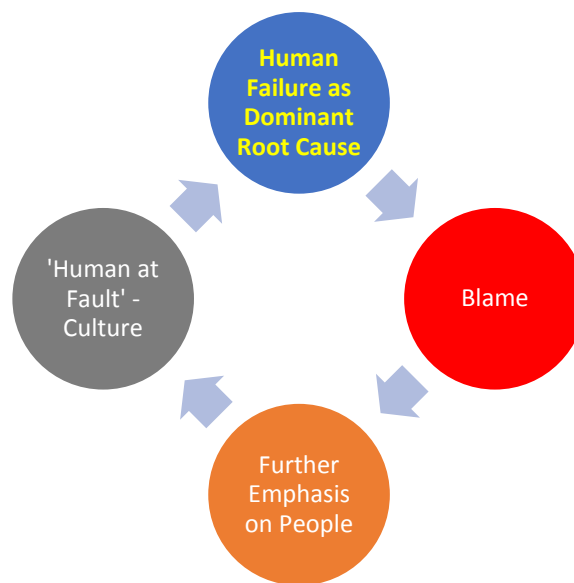 Human
Failure as
Dominant
Root Cause
Blame
Further
Emphasis
on People
'Human at
Fault' -
Culture